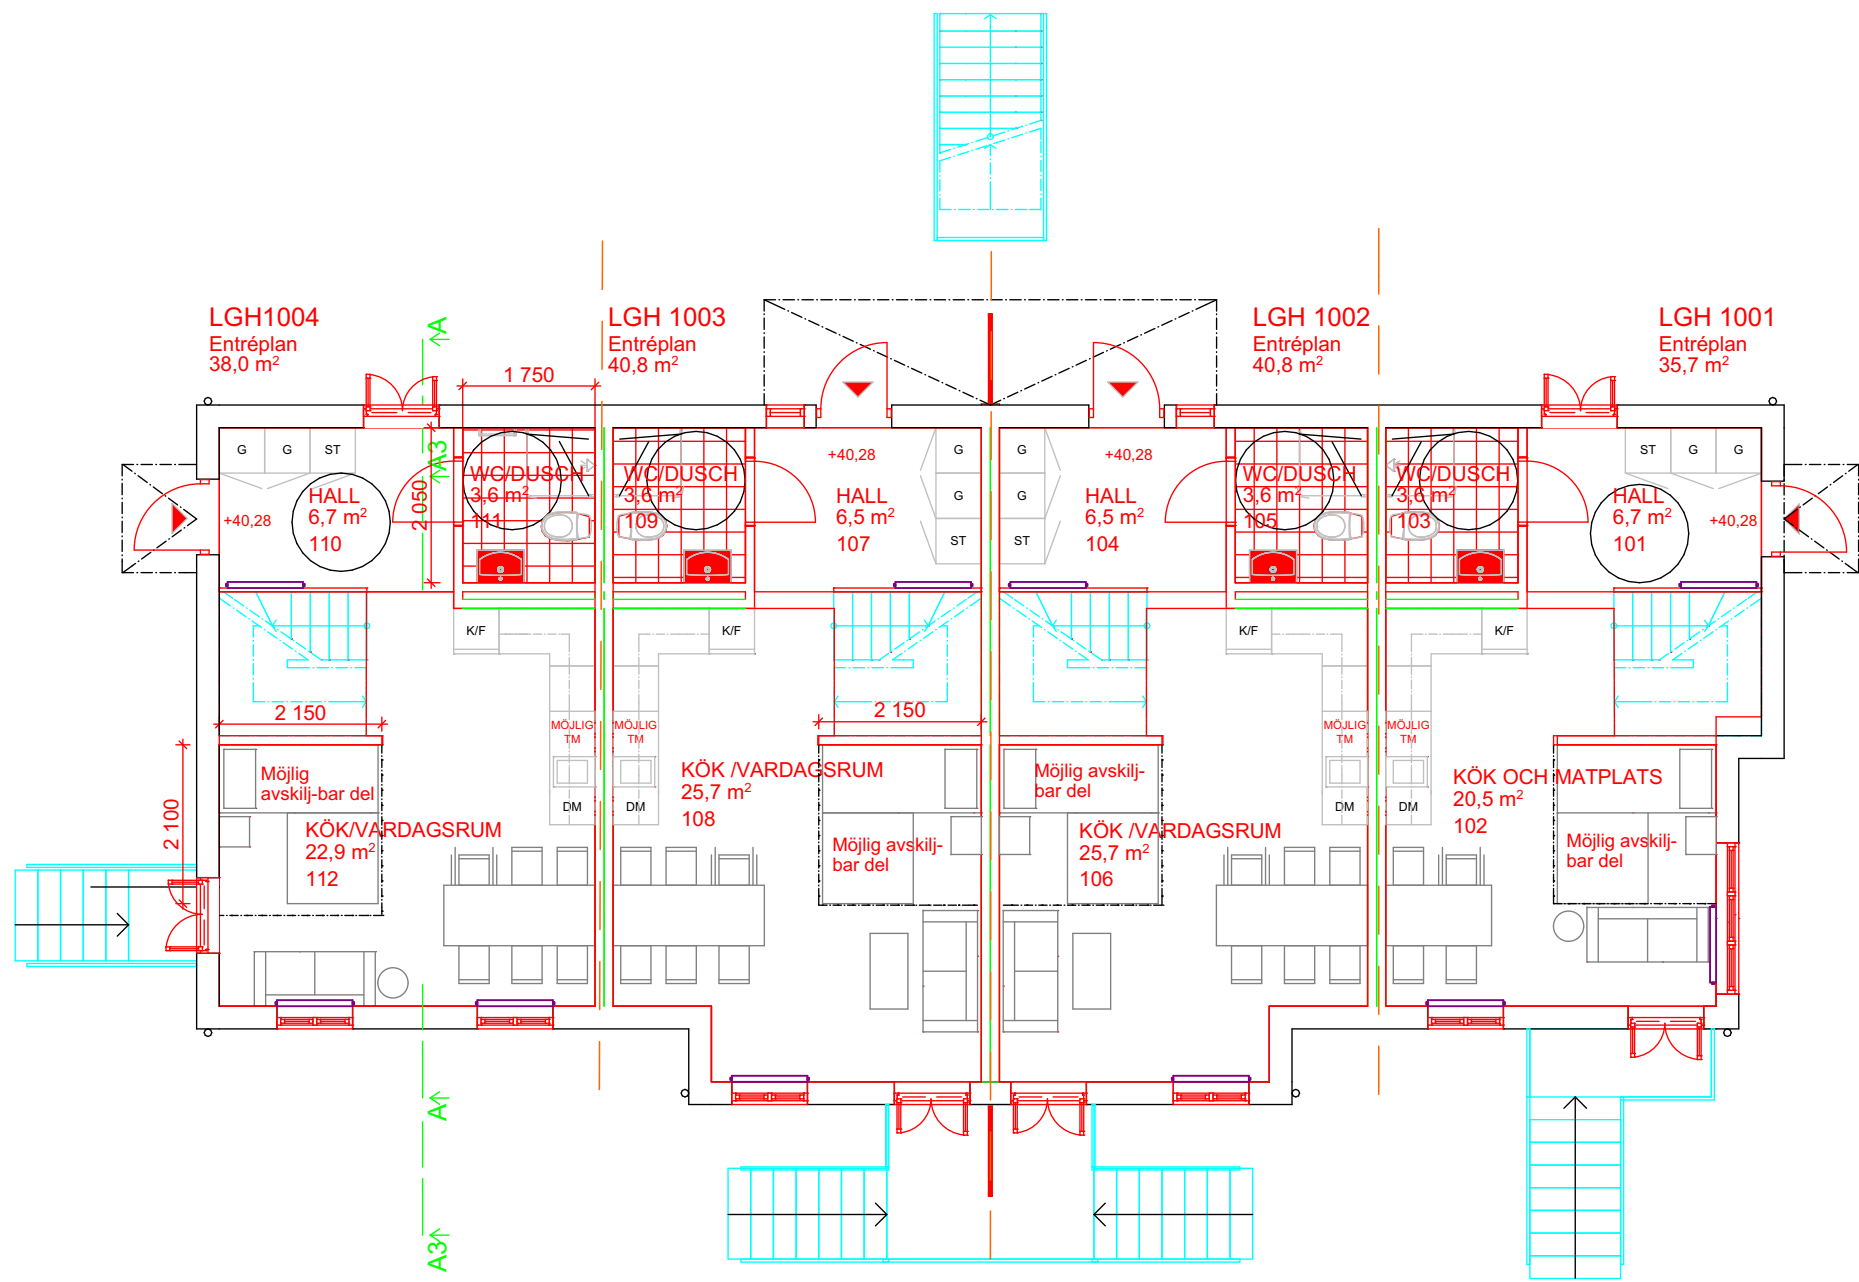 LGH1004
Entréplan
38,0 m²
A
LGH 1003
Entréplan
40,8 m²
LGH 1002
Entréplan
40,8 m²
LGH 1001
Entréplan
35,7 m²
1 750
G
G
ST
A3
2 050
WC/DUSCH
3,6 m²
111
HALL
6,7 m²
110
+40,28
WC/DUSCH
3,6 m²
109
+40,28
HALL
6,5 m²
107
G
G
ST
G
G
ST
+40,28
HALL
6,5 m²
104
WC/DUSCH
3,6 m²
105
WC/DUSCH
3,6 m²
103
ST
G
G
HALL
6,7 m²
101
+40,28
K/F
K/F
K/F
K/F
2 150
2 150
MÖJLIG
TM
MÖJLIG
TM
MÖJLIG
TM
MÖJLIG
TM
DM
DM
DM
DM
2 100
Möjlig
avskilj-bar del
KÖK/VARDAGSRUM
22,9 m²
112
KÖK /VARDAGSRUM
25,7 m²
108
Möjlig avskilj-
bar del
Möjlig avskilj-
bar del
KÖK /VARDAGSRUM
25,7 m²
106
KÖK OCH MATPLATS
20,5 m²
102
Möjlig avskilj-
bar del
A
A3